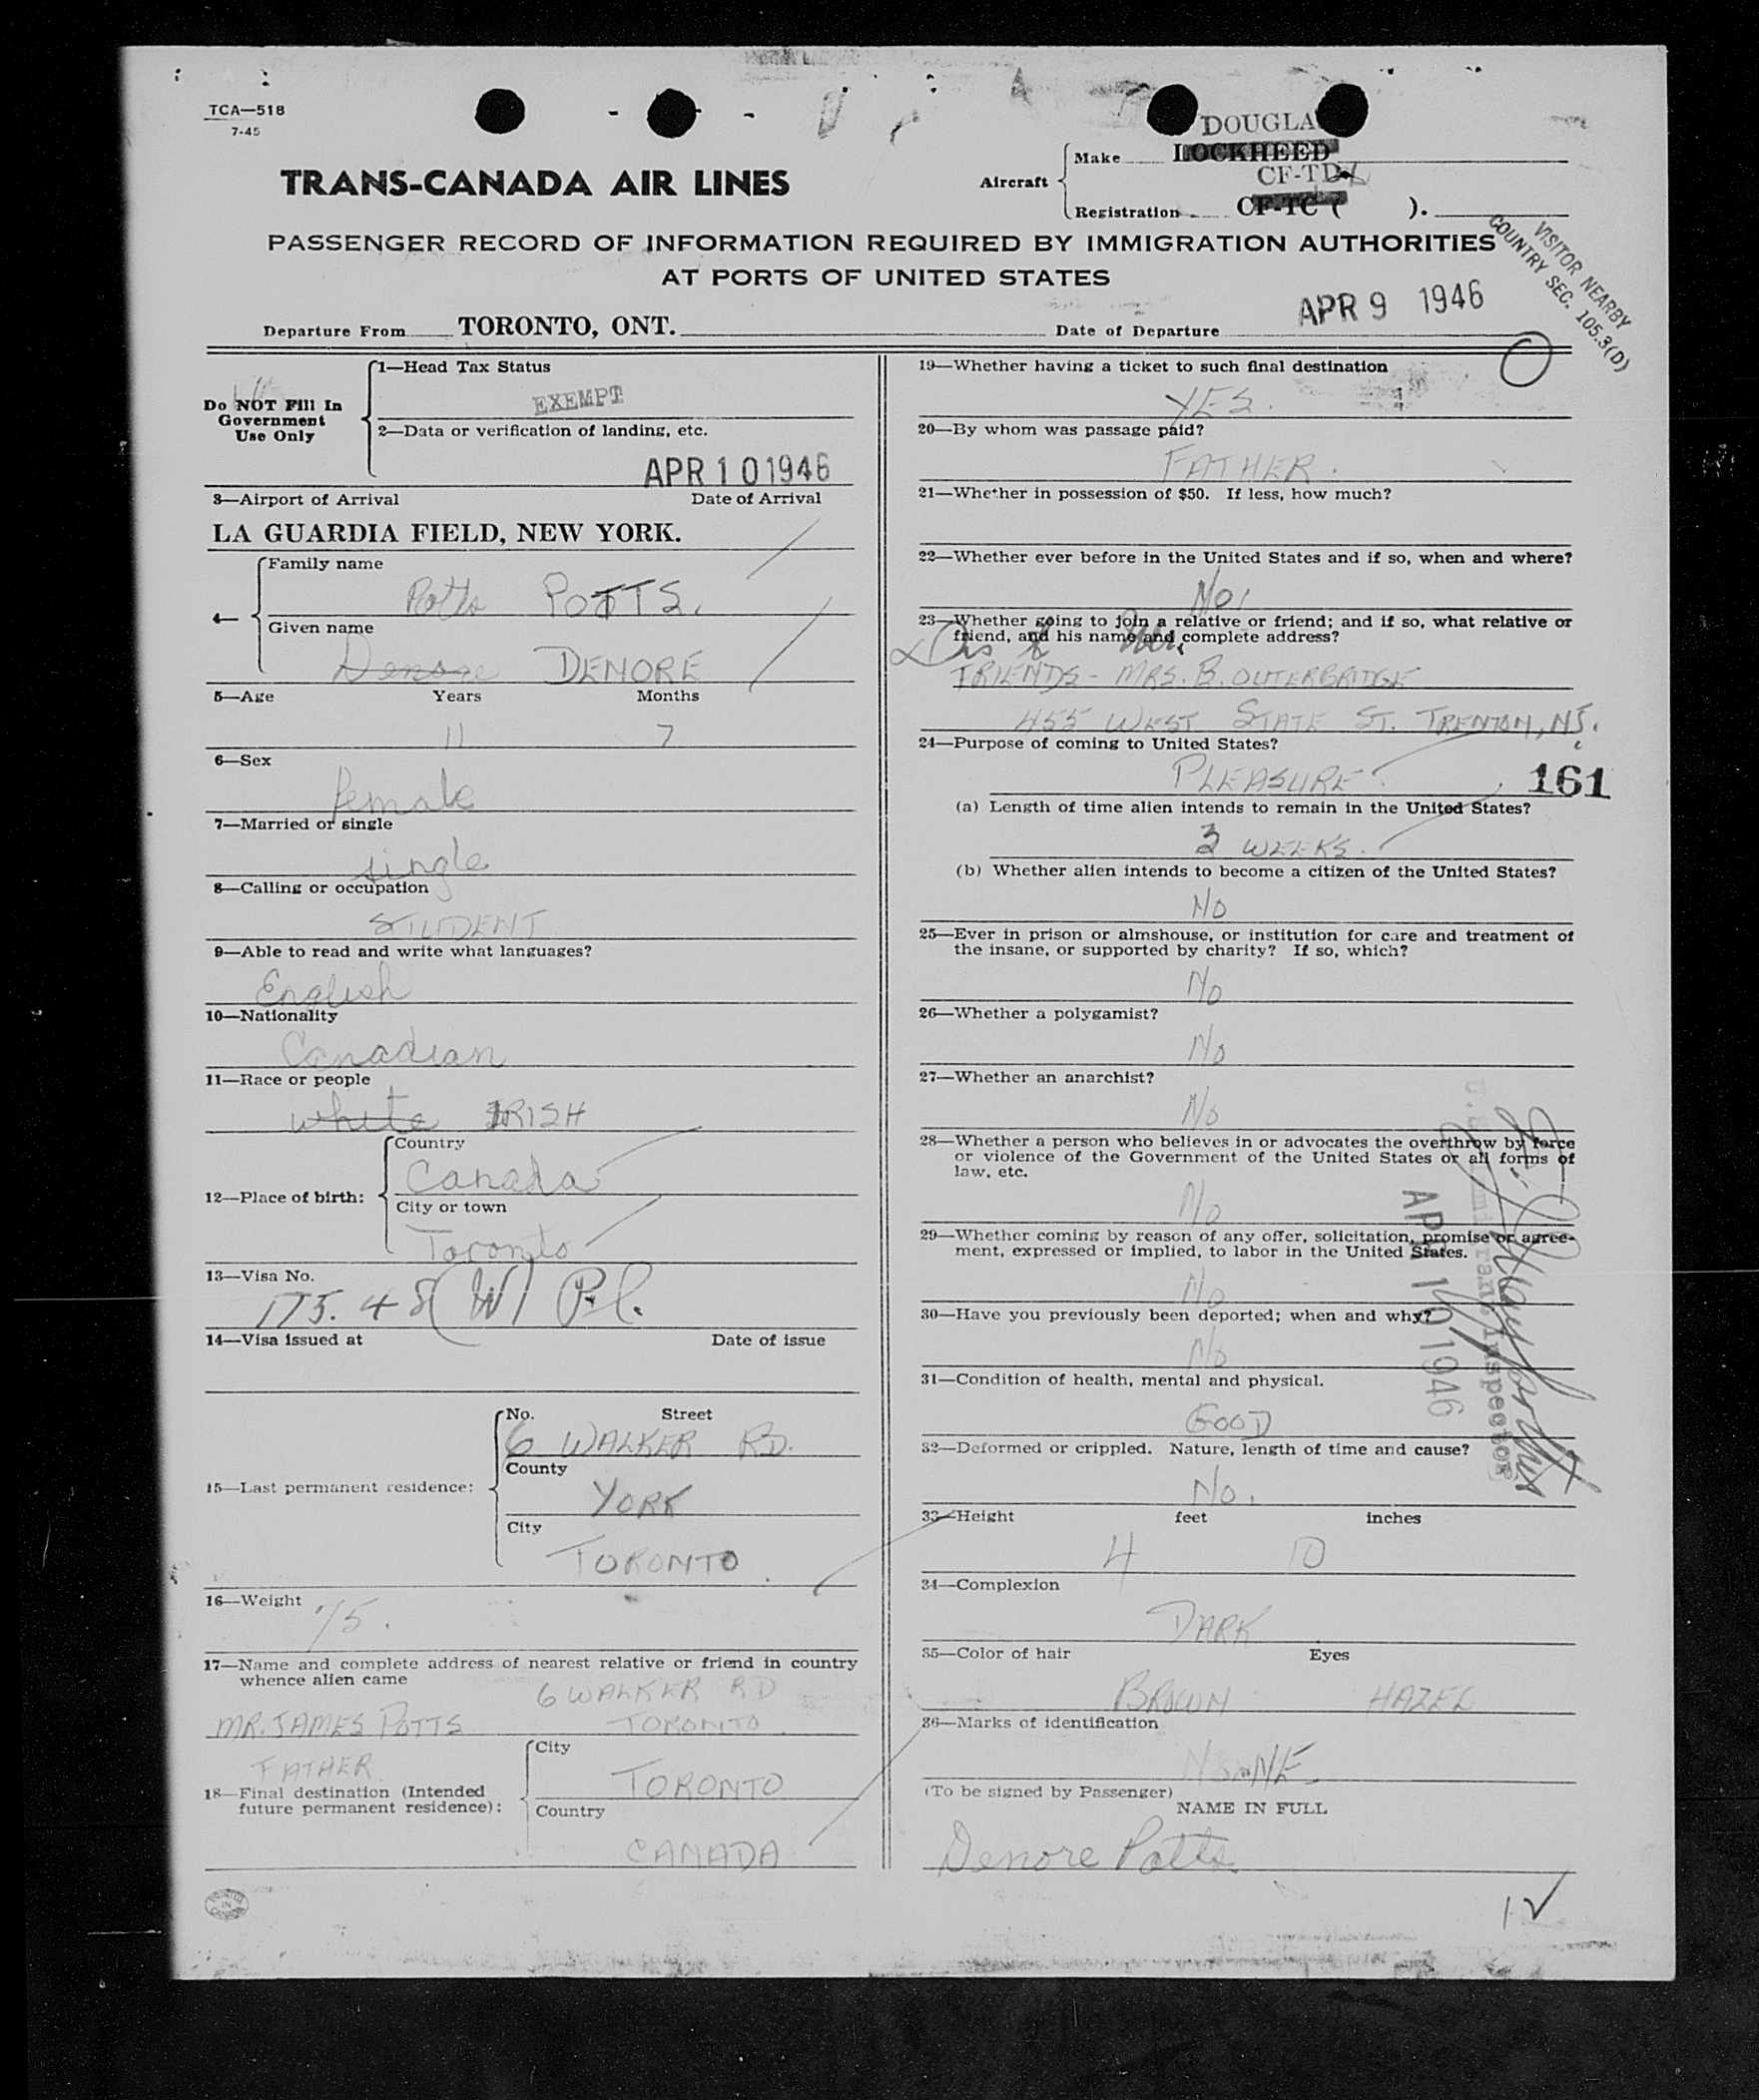 TCA—518
7-45
DOUGLA
Make LOCKHEED
TRANS-CANADA AIR LINES
Aircraft
CF-TD
Registration CF-TC ( ).
PASSENGER RECORD OF INFORMATION REQUIRED BY IMMIGRATION AUTHORITIES
AT PORTS OF UNITED STATES
VISITOR NEARBY
COUNTRY SEC. 105.3(D)
APR 9 1946
Departure From TORONTO, ONT. Date of Departure
Do NOT Fill In
Government
Use Only
1—Head Tax Status
EXEMPT
2—Data or verification of landing, etc.
APR 10 1946
3—Airport of Arrival Date of Arrival
LA GUARDIA FIELD, NEW YORK.
4—
Family name
Potts POTTS.
Given name
Denore DENORE
5—Age Years Months
11 7
6—Sex
female
7—Married or single
single
8—Calling or occupation
STUDENT
9—Able to read and write what languages?
English
10—Nationality
Canadian
11—Race or people
white IRISH
12—Place of birth:
Country
Canada
City or town
Toronto
13—Visa No.
175.48(W) P.l.
14—Visa issued at Date of issue
15—Last permanent residence:
No. Street
6 WALKER RD.
County
YORK
City
TORONTO
16—Weight
75.
17—Name and complete address of nearest relative or friend in country
whence alien came
6 WALKER RD
MR. JAMES POTTS TORONTO
FATHER
18—Final destination (Intended
future permanent residence):
City
TORONTO
Country
CANADA
19—Whether having a ticket to such final destination
YES.
20—By whom was passage paid?
FATHER.
21—Whether in possession of $50. If less, how much?
22—Whether ever before in the United States and if so, when and where?
No.
23—Whether going to join a relative or friend; and if so, what relative or
friend, and his name and complete address?
FRIENDS - MRS. B. OUTERBRIDGE
455 WEST STATE ST. TRENTON, NJ.
24—Purpose of coming to United States?
PLEASURE
161
(a) Length of time alien intends to remain in the United States?
3 WEEKS.
(b) Whether alien intends to become a citizen of the United States?
No
25—Ever in prison or almshouse, or institution for care and treatment of
the insane, or supported by charity? If so, which?
No
26—Whether a polygamist?
No
27—Whether an anarchist?
No
28—Whether a person who believes in or advocates the overthrow by force
or violence of the Government of the United States or all forms of
law, etc.
No
29—Whether coming by reason of any offer, solicitation, promise or agree-
ment, expressed or implied, to labor in the United States.
No
30—Have you previously been deported; when and why?
No
APR 10 1946
Inspector
31—Condition of health, mental and physical.
GOOD
32—Deformed or crippled. Nature, length of time and cause?
No.
33—Height feet inches
4 10
34—Complexion
DARK
35—Color of hair Eyes
BROWN HAZEL
36—Marks of identification
NONE
(To be signed by Passenger)
NAME IN FULL
Denore Potts
PRINTED
IN
CANADA